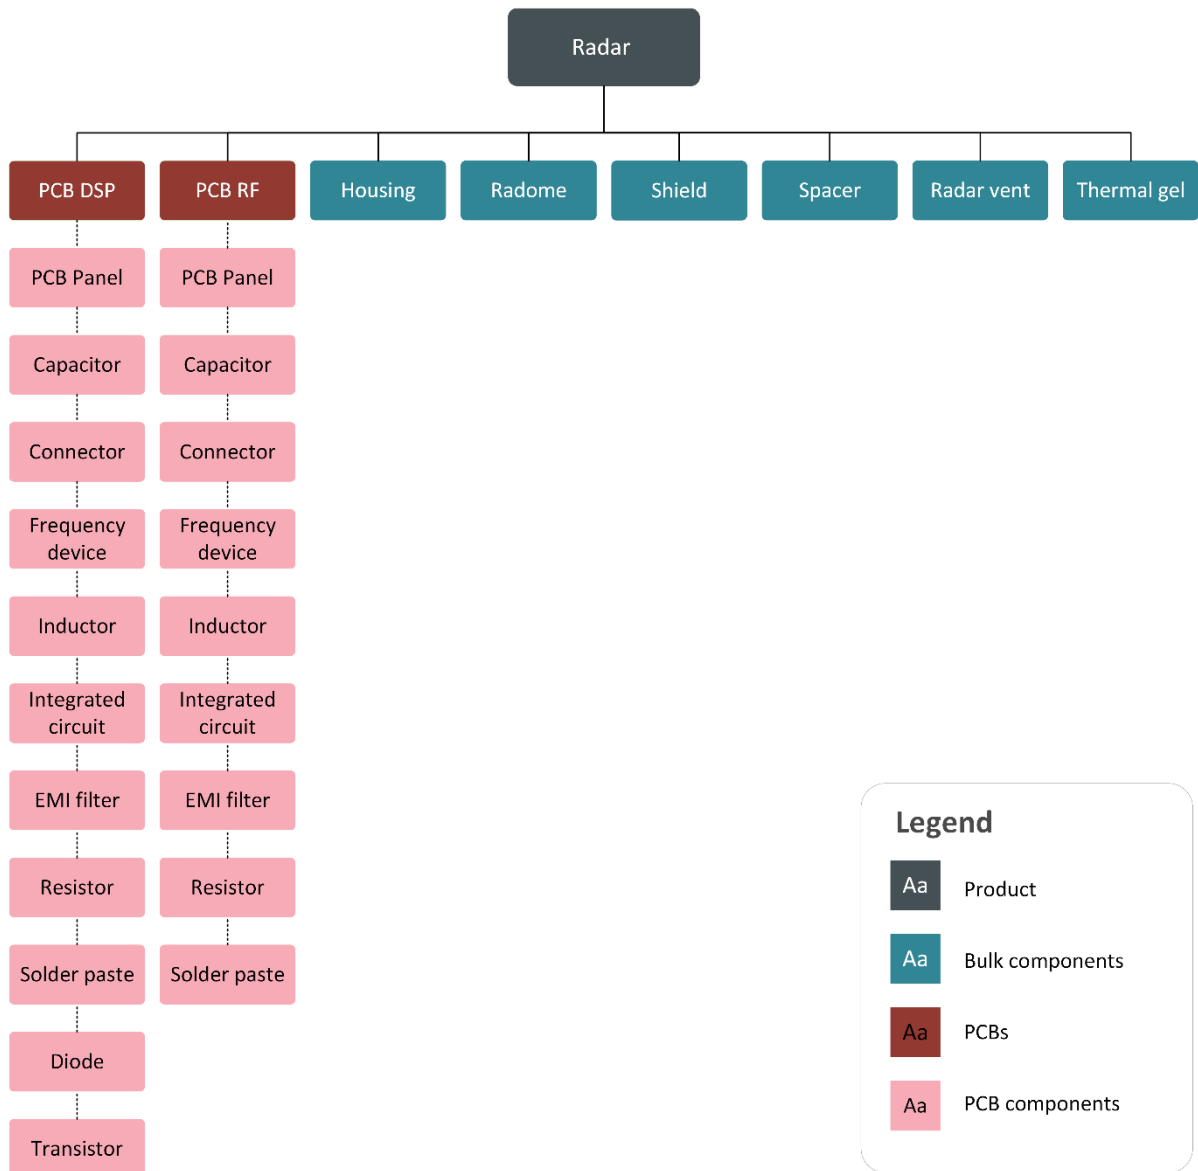 Radar
PCB DSP
PCB RF
Housing
Radome
Shield
Spacer
Radar vent
Thermal gel
PCB Panel
PCB Panel
Capacitor
Capacitor
Connector
Connector
Frequency
device
Frequency
device
Inductor
Inductor
Integrated
circuit
Integrated
circuit
EMI filter
EMI filter
Resistor
Resistor
Solder paste
Solder paste
Diode
Transistor
Legend
Aa Product
Aa Bulk components
Aa PCBs
Aa PCB components